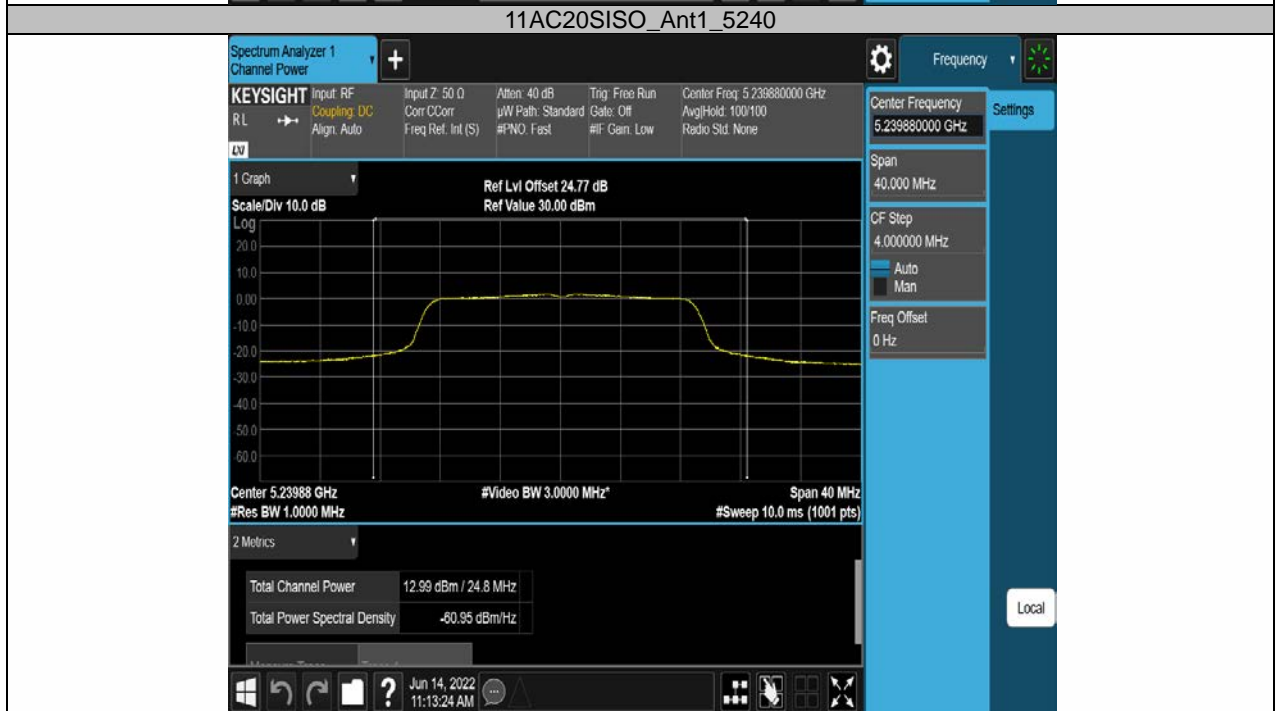 11AC20SISO_Ant1_5240
Spectrum Analyzer 1
Channel Power
+
Frequency
KEYSIGHT
RL
LXI
Input: RF
Coupling: DC
Align: Auto
Input Z: 50 Ω
Corr CCorr
Freq Ref: Int (S)
Atten: 40 dB
µW Path: Standard
#PNO: Fast
Trig: Free Run
Gate: Off
#IF Gain: Low
Center Freq: 5.239880000 GHz
Avg|Hold: 100/100
Radio Std: None
Center Frequency
5.239880000 GHz
Settings
Span
40.000 MHz
CF Step
4.000000 MHz
Auto
Man
Freq Offset
0 Hz
1 Graph
Scale/Div 10.0 dB
Ref Lvl Offset 24.77 dB
Ref Value 30.00 dBm
Log
20.0
10.0
0.00
-10.0
-20.0
-30.0
-40.0
-50.0
-60.0
Center 5.23988 GHz
#Video BW 3.0000 MHz*
Span 40 MHz
#Res BW 1.0000 MHz
#Sweep 10.0 ms (1001 pts)
2 Metrics
Total Channel Power
12.99 dBm / 24.8 MHz
Total Power Spectral Density
-60.95 dBm/Hz
Local
?
Jun 14, 2022
11:13:24 AM